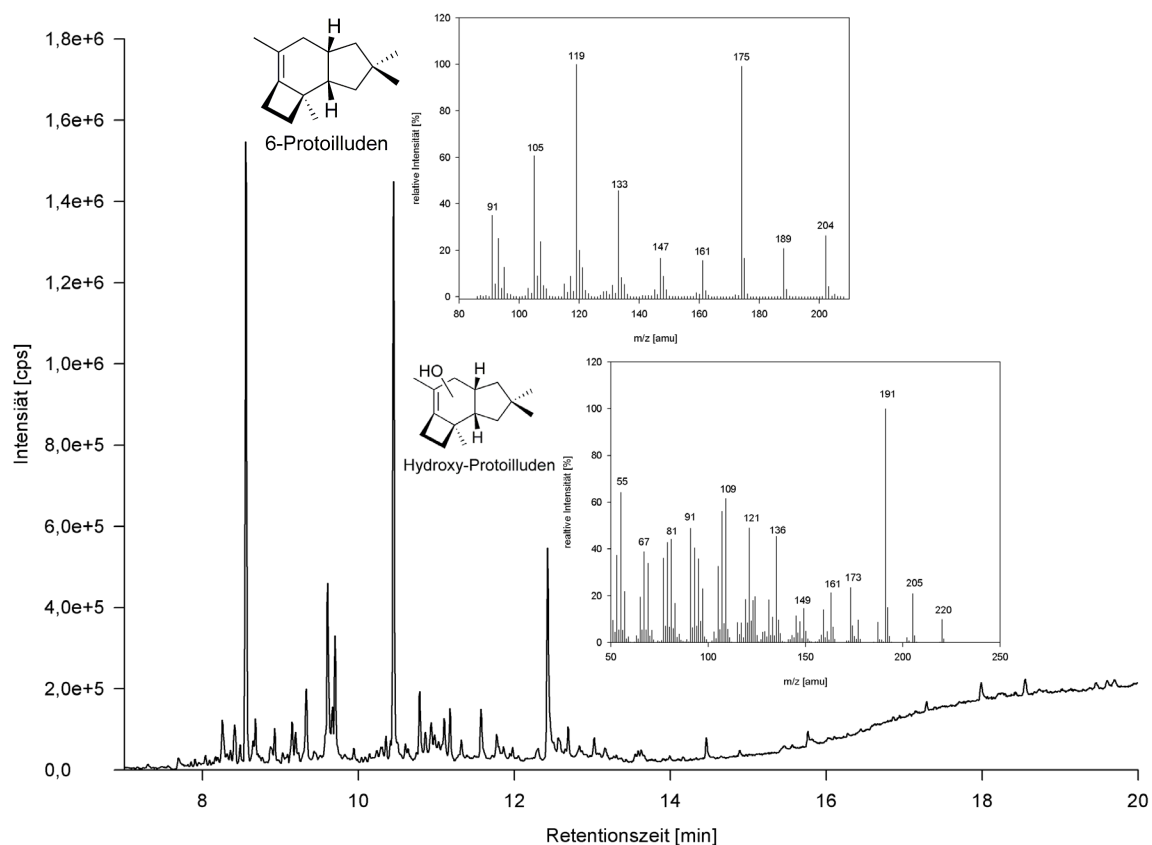 1,8e+6
1,6e+6
1,4e+6
1,2e+6
1,0e+6
8,0e+5
6,0e+5
4,0e+5
2,0e+5
0,0
Intensiät [cps]
8
10
12
14
16
18
20
Retentionszeit [min]
H
H
6-Protoilluden
120
100
80
60
40
20
0
relative Intensität [%]
91
105
119
133
147
161
175
189
204
80
100
120
140
160
180
200
m/z [amu]
HO
H
H
Hydroxy-Protoilluden
120
100
80
60
40
20
0
realtive Intensität [%]
55
67
81
91
109
121
136
149
161
173
191
205
220
50
100
150
200
250
m/z [amu]